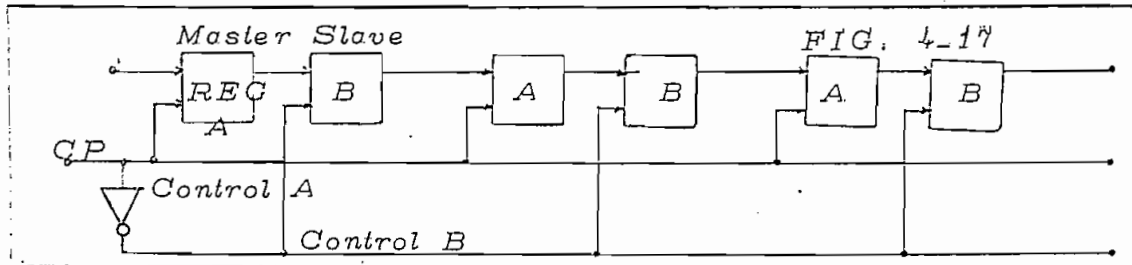 Master Slave
FIG. 4-17
REG
A
B
A
B
A
B
CP
Control A
Control B